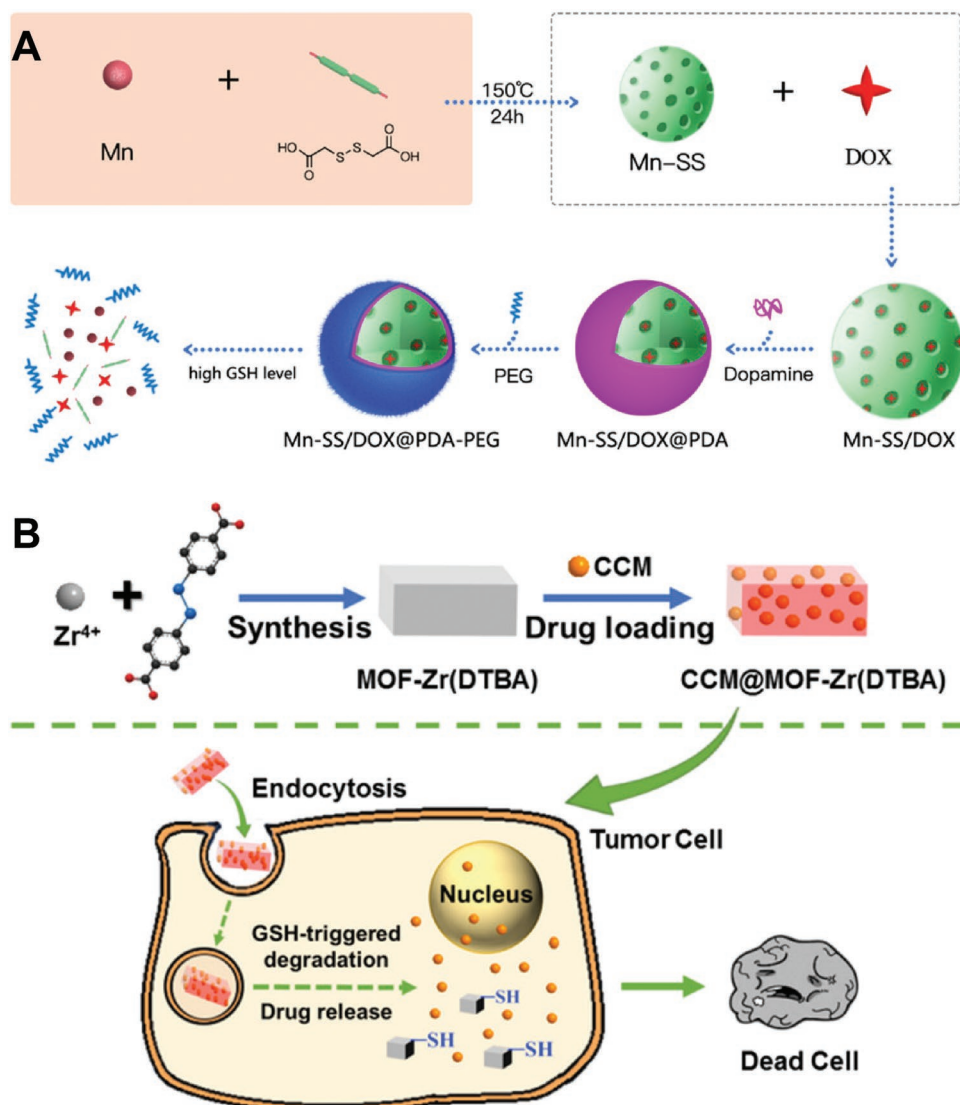 A
Mn
+
HO
O
S
S
O
OH
150℃
24h
Mn-SS
+
DOX
high GSH level
Mn-SS/DOX@PDA-PEG
PEG
Mn-SS/DOX@PDA
Dopamine
Mn-SS/DOX
B
Zr4+
+
Synthesis
MOF-Zr(DTBA)
CCM
Drug loading
CCM@MOF-Zr(DTBA)
Endocytosis
Tumor Cell
Nucleus
GSH-triggered
degradation
Drug release
-SH
-SH
-SH
Dead Cell